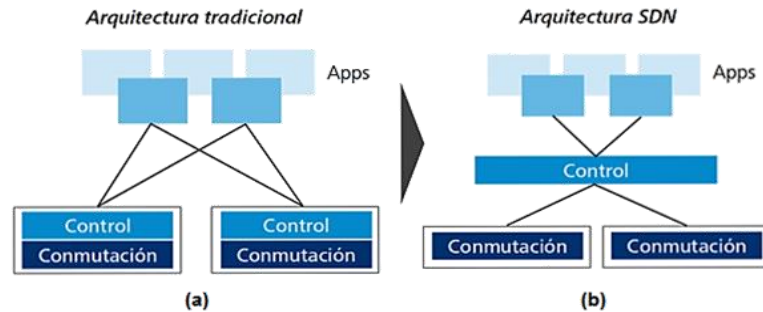 Arquitectura tradicional
Apps
Control
Conmutación
Control
Conmutación
(a)
Arquitectura SDN
Apps
Control
Conmutación
Conmutación
(b)